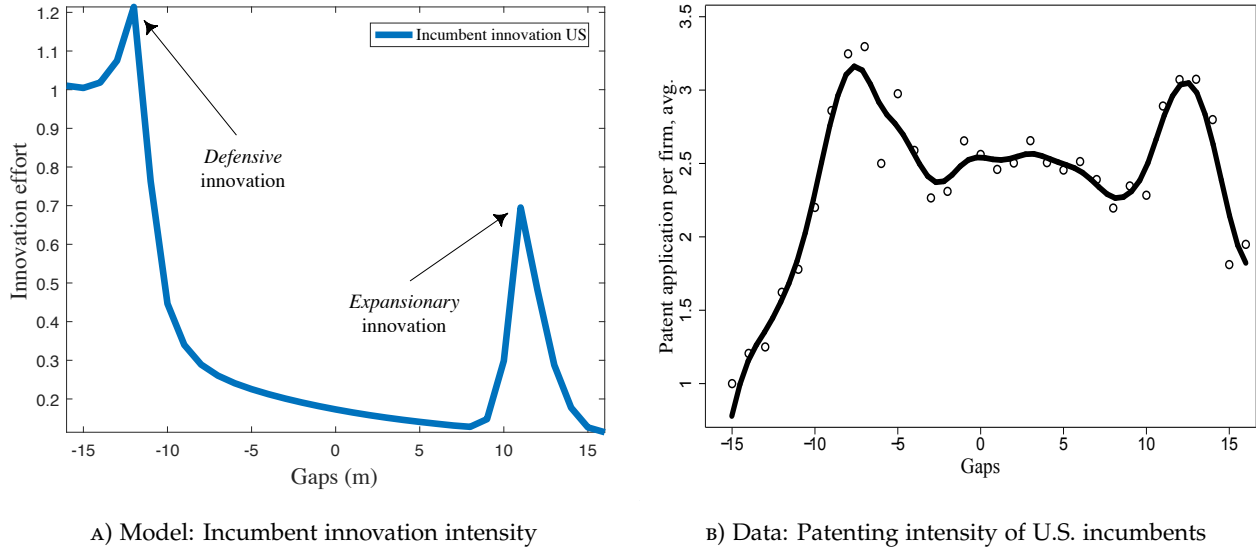 1.2
1.1
1
0.9
0.8
0.7
0.6
0.5
0.4
0.3
0.2
Innovation effort
Incumbent innovation US
Defensive
innovation
Expansionary
innovation
-15 -10 -5 0 5 10 15
Gaps (m)
A) Model: Incumbent innovation intensity
3.5
3
2.5
2
1.5
1
Patent application per firm, avg.
−15 −10 −5 0 5 10 15
Gaps
B) Data: Patenting intensity of U.S. incumbents